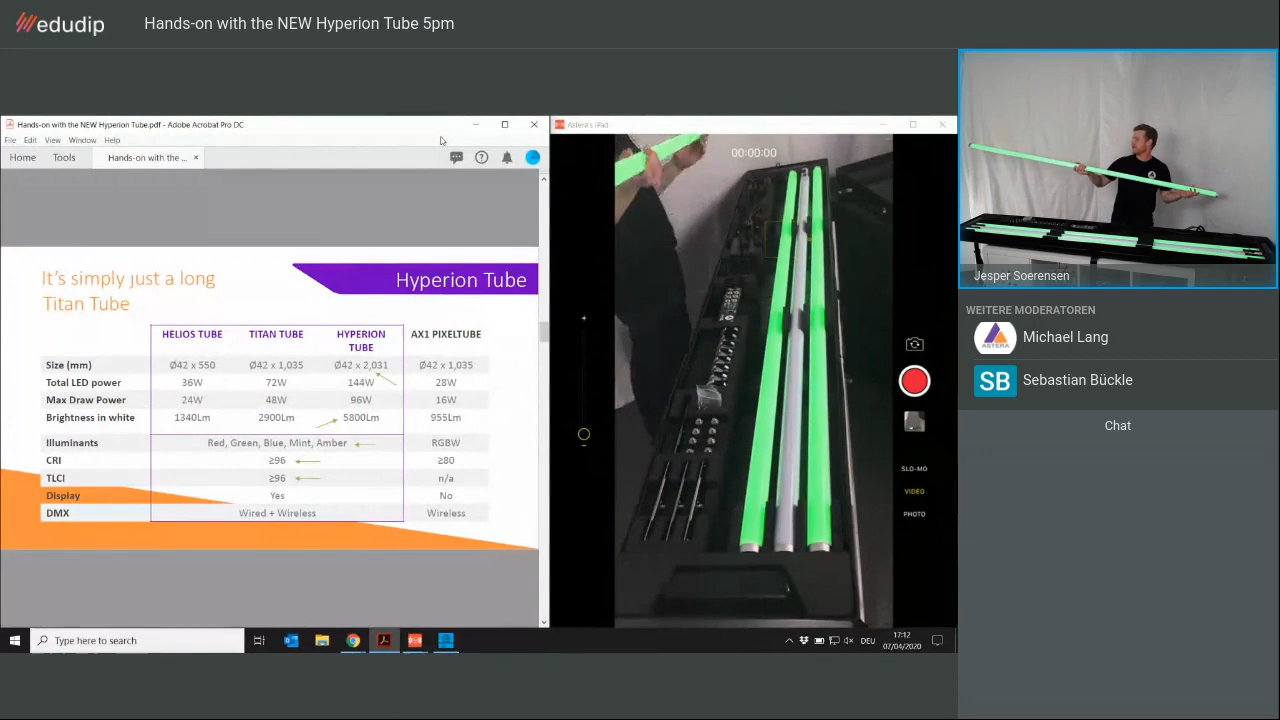 edudip
Hands-on with the NEW Hyperion Tube 5pm
Hands-on with the NEW Hyperion Tube.pdf - Adobe Acrobat Pro DC
File Edit View Window Help
Home Tools Hands-on with the ... ×
It's simply just a long
Titan Tube
Hyperion Tube
HELIOS TUBE TITAN TUBE HYPERION TUBE AX1 PIXELTUBE
Size (mm) Ø42 x 550 Ø42 x 1,035 Ø42 x 2,031 Ø42 x 1,035
Total LED power 36W 72W 144W 28W
Max Draw Power 24W 48W 96W 16W
Brightness in white 1340Lm 2900Lm 5800Lm 955Lm
Illuminants Red, Green, Blue, Mint, Amber RGBW
CRI ≥96 ≥80
TLCI ≥96 n/a
Display Yes No
DMX Wired + Wireless Wireless
Astera's iPad
00:00:00
SLO-MO
VIDEO
PHOTO
Type here to search
DEU
17:12
07/04/2020
Jesper Soerensen
WEITERE MODERATOREN
ASTERA
Michael Lang
SB
Sebastian Bückle
Chat